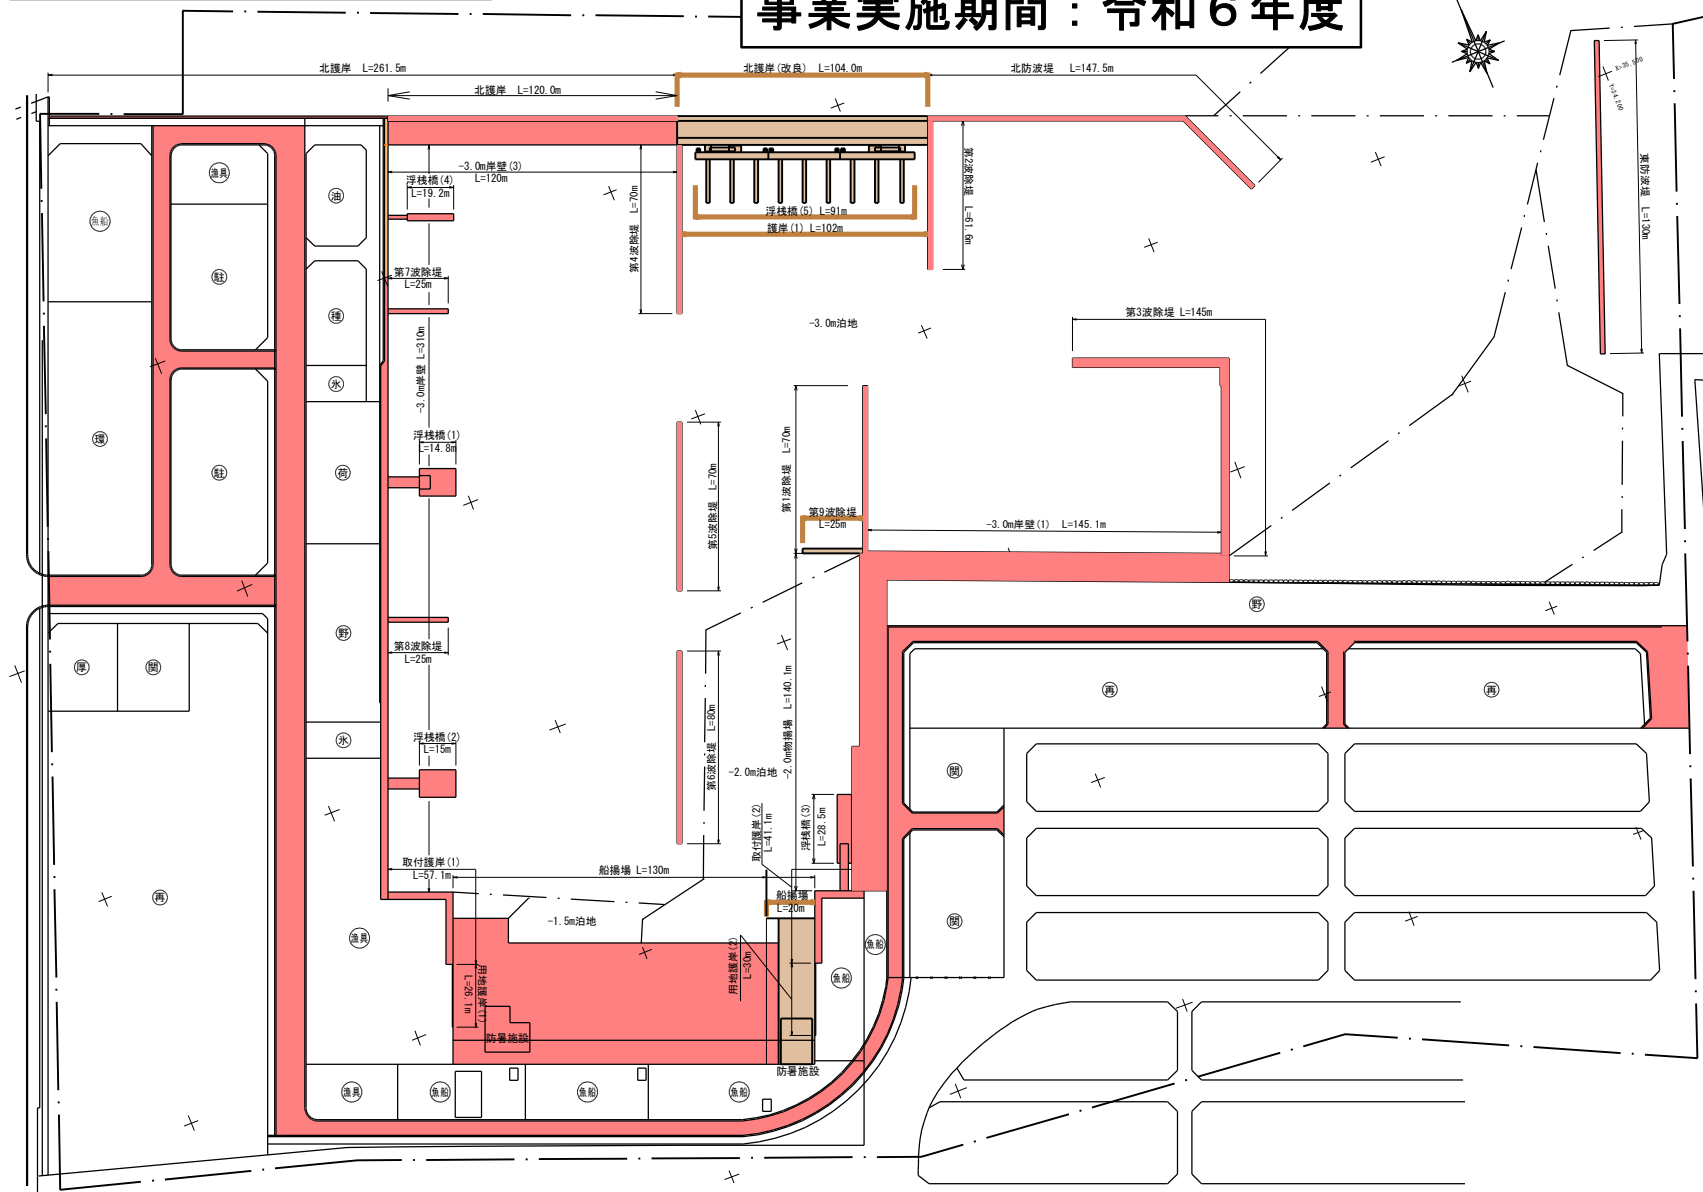 事業実施期間：令和６年度
北護岸 L=261.5m
北護岸(改良) L=104.0m
北防波堤 L=147.5m
北護岸 L=120.0m
X=35,500
Y=34,200
東防波堤 L=130m
-3.0m岸壁(3)
L=120m
浮桟橋(4)
L=19.2m
第4波除堤 L=70m
第2波除堤 L=61.6m
浮桟橋(5) L=91m
護岸(1) L=102m
漁具
油
魚船
駐
第7波除堤
L=25m
種
-3.0m泊地
第3波除堤 L=145m
-3.0m岸壁 L=310m
氷
環
駐
浮桟橋(1)
L=14.8m
荷
第5波除堤 L=70m
第1波除堤 L=70m
第9波除堤
L=25m
-3.0m岸壁(1) L=145.1m
野
野
第8波除堤
L=25m
厚
関
再
再
-2.0m物揚場 L=140.1m
第6波除堤 L=80m
氷
浮桟橋(2)
L=15m
-2.0m泊地
関
取付護岸(2)
L=41.1m
浮桟橋(3)
L=28.5m
取付護岸(1)
L=57.1m
船揚場 L=130m
船揚場
L=20m
再
-1.5m泊地
関
漁具
魚船
魚船
用地護岸(2)
L=30m
用地護岸(1)
L=26.1m
防暑施設
防暑施設
漁具
魚船
魚船
魚船